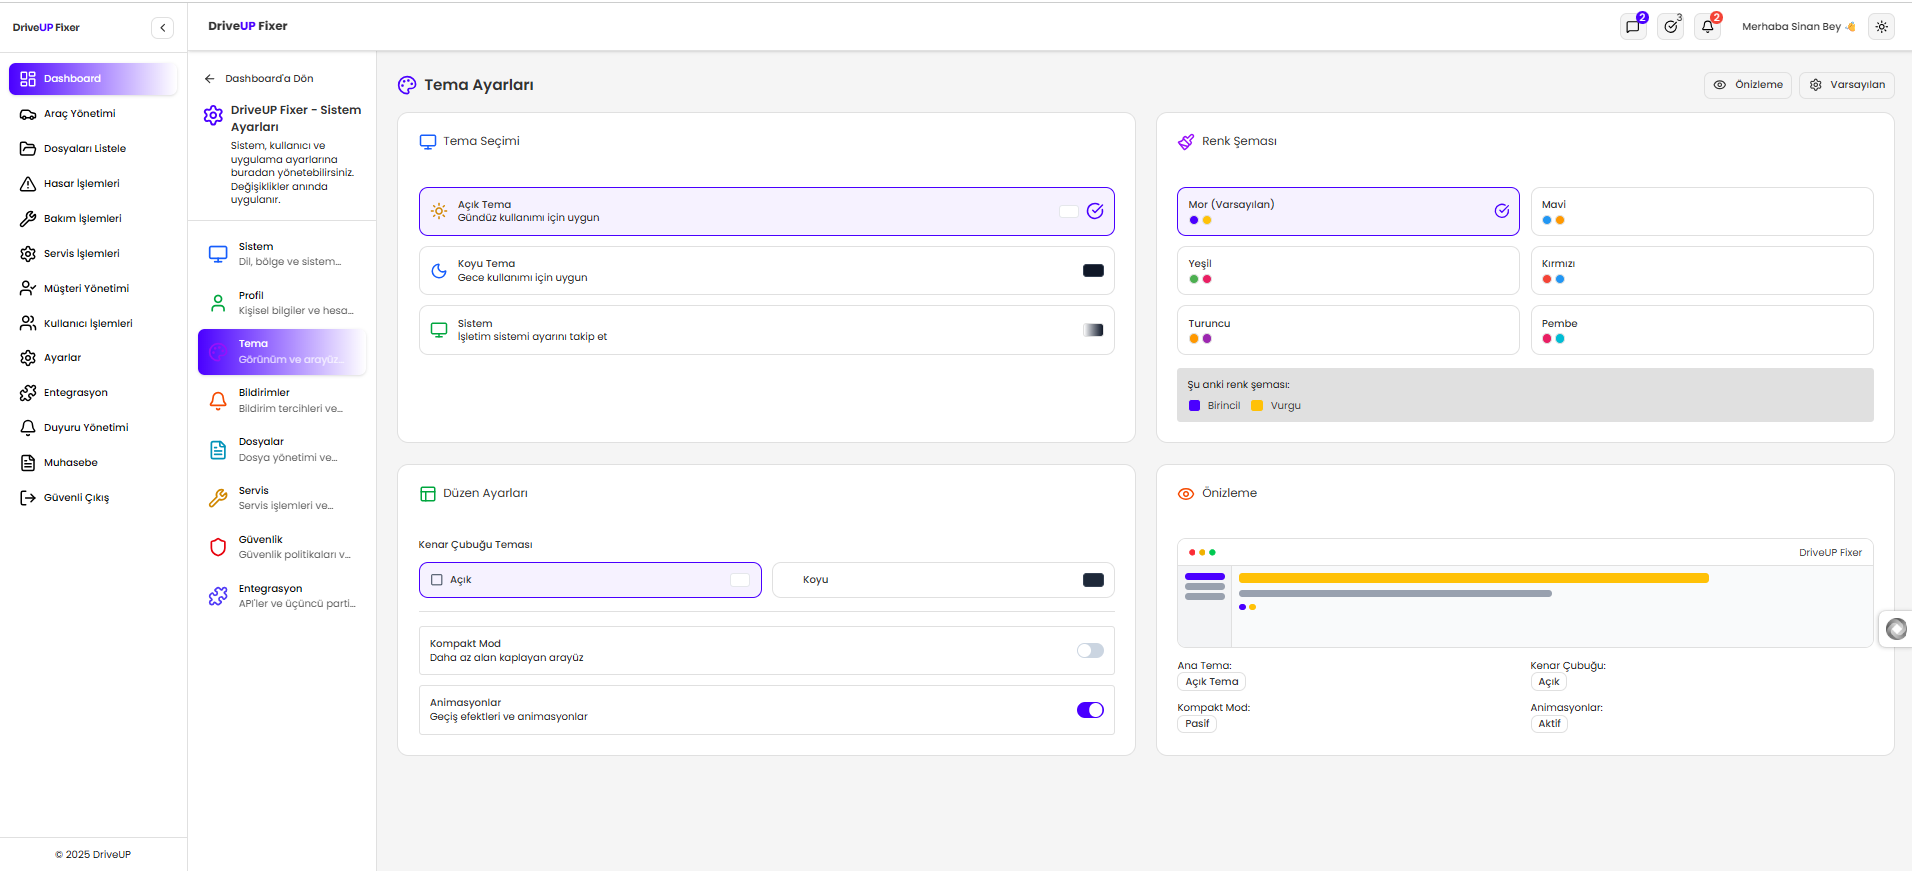 DriveUP Fixer
Dashboard
Araç Yönetimi
Dosyaları Listele
Hasar İşlemleri
Bakım İşlemleri
Servis İşlemleri
Müşteri Yönetimi
Kullanıcı İşlemleri
Ayarlar
Entegrasyon
Duyuru Yönetimi
Muhasebe
Güvenli Çıkış
© 2025 DriveUP
DriveUP Fixer
2
3
2
Merhaba Sinan Bey 👋
Dashboard'a Dön
DriveUP Fixer - Sistem
Ayarları
Sistem, kullanıcı ve
uygulama ayarlarına
buradan yönetebilirsiniz.
Değişiklikler anında
uygulanır.
Sistem
Dil, bölge ve sistem...
Profil
Kişisel bilgiler ve hesa...
Tema
Görünüm ve arayüz...
Bildirimler
Bildirim tercihleri ve...
Dosyalar
Dosya yönetimi ve...
Servis
Servis işlemleri ve...
Güvenlik
Güvenlik politikaları v...
Entegrasyon
API'ler ve üçüncü parti...
Tema Ayarları
Önizleme
Varsayılan
Tema Seçimi
Açık Tema
Gündüz kullanımı için uygun
Koyu Tema
Gece kullanımı için uygun
Sistem
İşletim sistemi ayarını takip et
Renk Şeması
Mor (Varsayılan)
Mavi
Yeşil
Kırmızı
Turuncu
Pembe
Şu anki renk şeması:
Birincil
Vurgu
Düzen Ayarları
Kenar Çubuğu Teması
Açık
Koyu
Kompakt Mod
Daha az alan kaplayan arayüz
Animasyonlar
Geçiş efektleri ve animasyonlar
Önizleme
DriveUP Fixer
Ana Tema:
Açık Tema
Kenar Çubuğu:
Açık
Kompakt Mod:
Pasif
Animasyonlar:
Aktif